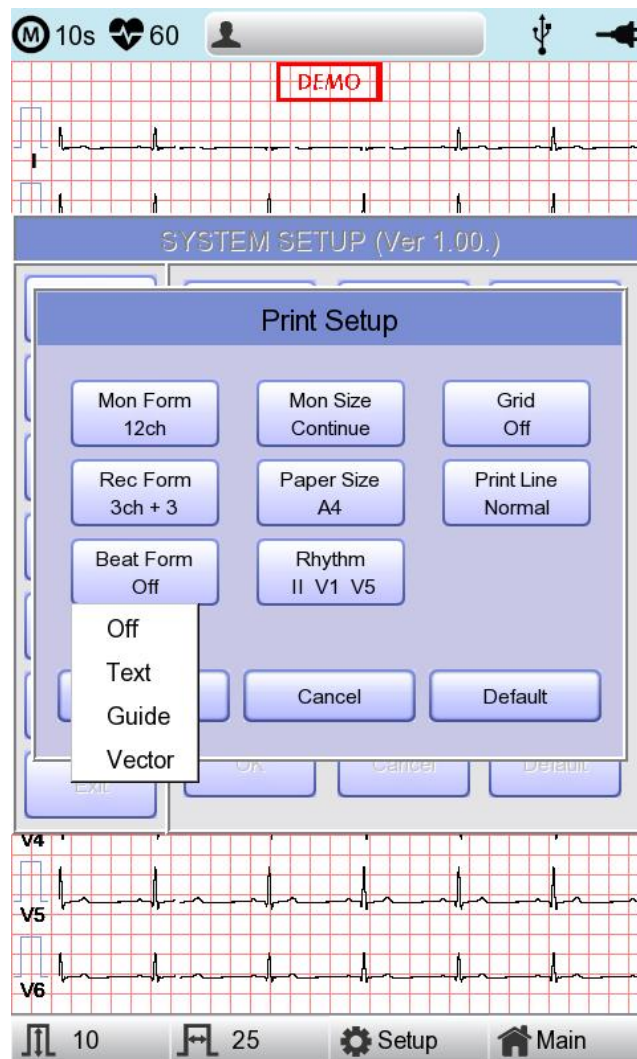 M 10s 60
DEMO
I
SYSTEM SETUP (Ver 1.00.)
Print Setup
Mon Form
12ch
Mon Size
Continue
Grid
Off
Rec Form
3ch + 3
Paper Size
A4
Print Line
Normal
Beat Form
Off
Rhythm
II V1 V5
Off
Text
Guide
Vector
Cancel
Default
Exit
OK
Cancel
Default
V4
V5
V6
10
25
Setup
Main